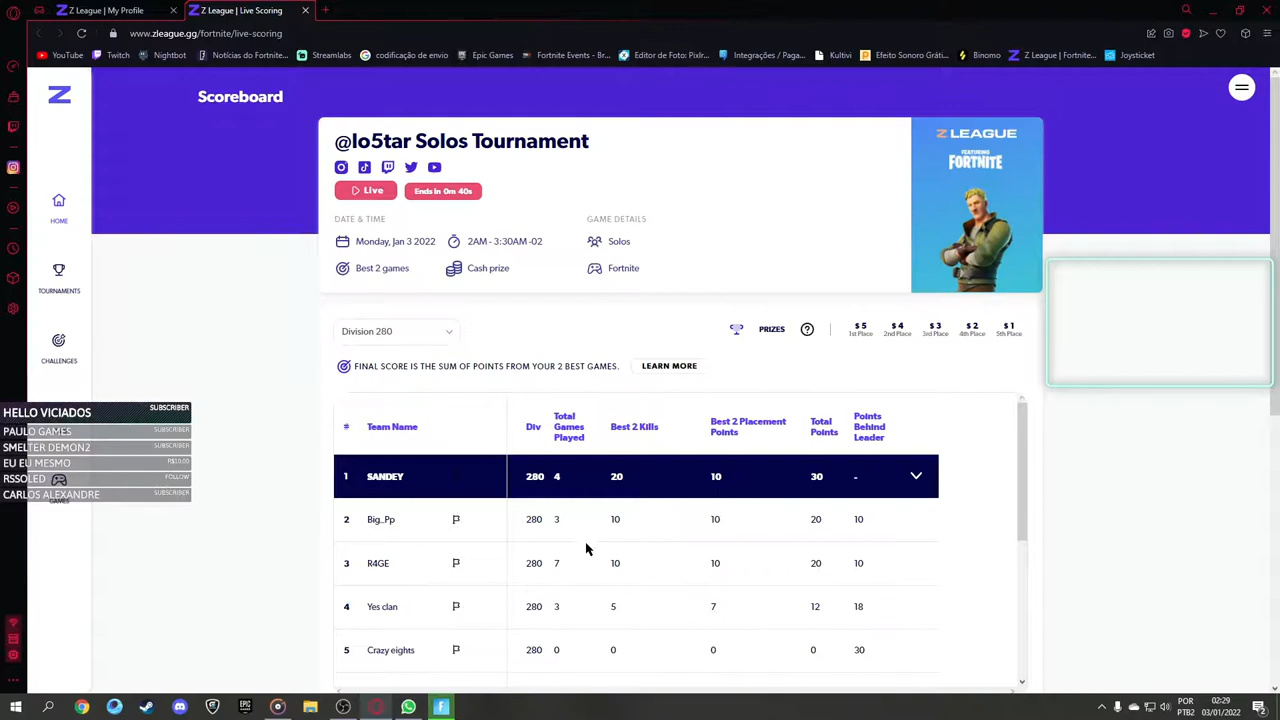 Z League | My Profile
Z League | Live Scoring
www.zleague.gg/fortnite/live-scoring
YouTube
Nightbot
Notícias do Fortnite...
Streamlabs
codificação de envio
Epic Games
Fortnite - Bum...
Editor de Foto: Pixlr...
Integrações / Paga...
Kultivi
Efeito Sonoro Gráti...
Binomo
Z League | Fortnite...
Joysticket
Z
Scoreboard
@lo5tar Solos Tournament
Live
Ends in 0m 40s
DATE & TIME
GAME DETAILS
Monday, Jan 3 2022
2AM - 3:30AM -02
Solos
Best 2 games
Cash prize
Fortnite
Z LEAGUE
FEATURING
FORTNITE
HOME
TOURNAMENTS
CHALLENGES
GAMES
Division 280
PRIZES
$ 5 1st Place
$ 4 2nd Place
$ 3 3rd Place
$ 2 4th Place
$ 1 5th Place
FINAL SCORE IS THE SUM OF POINTS FROM YOUR 2 BEST GAMES.
LEARN MORE
# Team Name Div Total Games Played Best 2 Kills Best 2 Placement Points Total Points Points Behind Leader
1 SANDEY 280 4 20 10 30 -
2 Big_Pp 280 3 10 10 20 10
3 R4GE 280 7 10 10 20 10
4 Yes clan 280 3 5 7 12 18
5 Crazy eights 280 0 0 0 0 30
HELLO VICIADOS SUBSCRIBER
PAULO GAMES SUBSCRIBER
SMELTER DEMON2 SUBSCRIBER
EU EU MESMO R$10.00
RSSOLED FOLLOW
CARLOS ALEXANDRE SUBSCRIBER
EPIC GAMES
POR
PTB2
02:29
03/01/2022